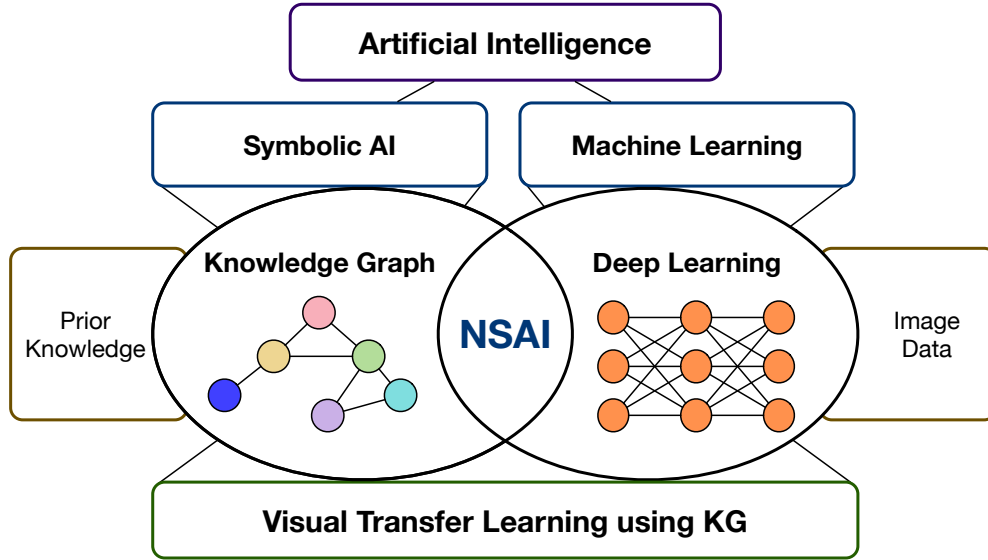 Artificial Intelligence
Symbolic AI
Machine Learning
Knowledge Graph
Deep Learning
Prior
Knowledge
NSAI
Image
Data
Visual Transfer Learning using KG